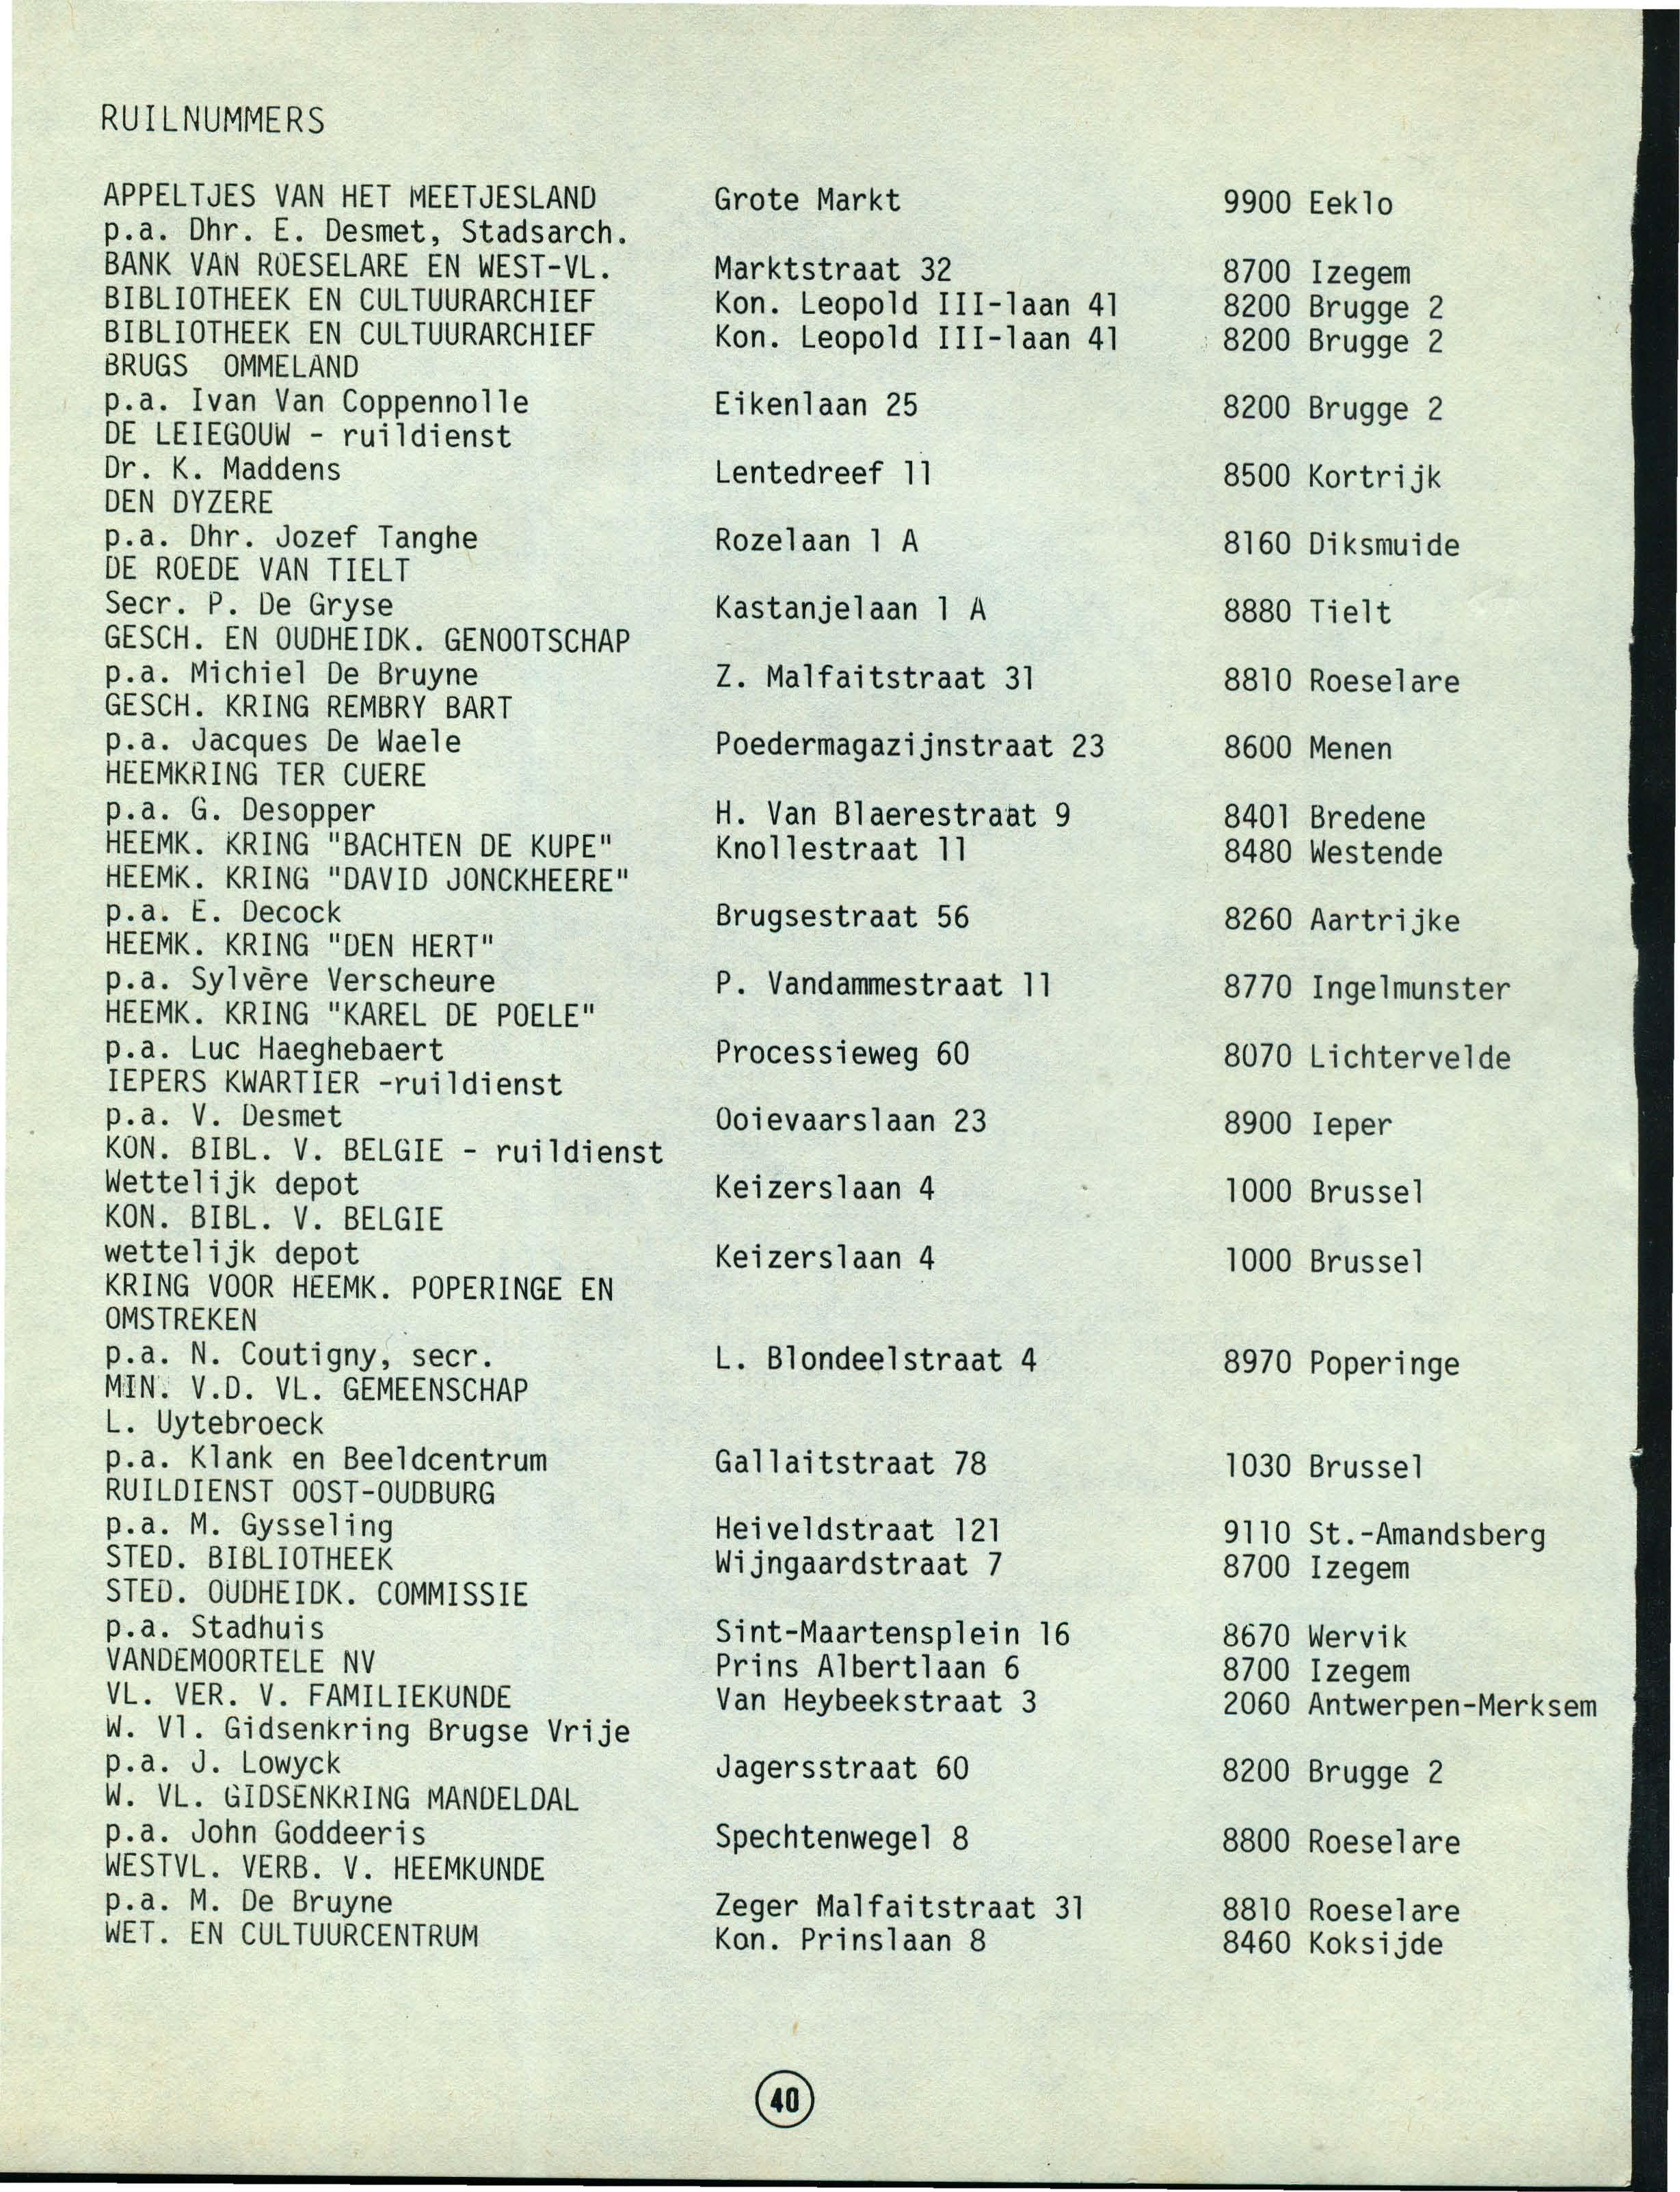 RUILNUMMERS
APPELTJES VAN HET MEETJESLAND Grote Markt 9900 Eeklo
p.a. Dhr. E. Desmet, Stadsarch.
BANK VAN ROESELARE EN WEST-VL. Marktstraat 32 8700 Izegem
BIBLIOTHEEK EN CULTUURARCHIEF Kon. Leopold III-laan 41 8200 Brugge 2
BIBLIOTHEEK EN CULTUURARCHIEF Kon. Leopold III-laan 41 8200 Brugge 2
BRUGS OMMELAND
p.a. Ivan Van Coppennolle Eikenlaan 25 8200 Brugge 2
DE LEIEGOUW - ruildienst
Dr. K. Maddens Lentedreef 11 8500 Kortrijk
DEN DYZERE
p.a. Dhr. Jozef Tanghe Rozelaan 1 A 8160 Diksmuide
DE ROEDE VAN TIELT
Secr. P. De Gryse Kastanjelaan 1 A 8880 Tielt
GESCH. EN OUDHEIDK. GENOOTSCHAP
p.a. Michiel De Bruyne Z. Malfaitstraat 31 8810 Roeselare
GESCH. KRING REMBRY BART
p.a. Jacques De Waele Poedermagazijnstraat 23 8600 Menen
HEEMKRING TER CUERE
p.a. G. Desopper H. Van Blaerestraat 9 8401 Bredene
HEEMK. KRING "BACHTEN DE KUPE" Knollestraat 11 8480 Westende
HEEMK. KRING "DAVID JONCKHEERE"
p.a. E. Decock Brugsestraat 56 8260 Aartrijke
HEEMK. KRING "DEN HERT"
p.a. Sylvère Verscheure P. Vandammestraat 11 8770 Ingelmunster
HEEMK. KRING "KAREL DE POELE"
p.a. Luc Haeghebaert Processieweg 60 8070 Lichtervelde
IEPERS KWARTIER -ruildienst
p.a. V. Desmet Ooievaarslaan 23 8900 Ieper
KON. BIBL. V. BELGIE - ruildienst
Wettelijk depot Keizerslaan 4 1000 Brussel
KON. BIBL. V. BELGIE
wettelijk depot Keizerslaan 4 1000 Brussel
KRING VOOR HEEMK. POPERINGE EN
OMSTREKEN
p.a. N. Coutigny, secr. L. Blondeelstraat 4 8970 Poperinge
MIN. V.D. VL. GEMEENSCHAP
L. Uytebroeck
p.a. Klank en Beeldcentrum Gallaitstraat 78 1030 Brussel
RUILDIENST OOST-OUDBURG
p.a. M. Gysseling Heiveldstraat 121 9110 St.-Amandsberg
STED. BIBLIOTHEEK Wijngaardstraat 7 8700 Izegem
STED. OUDHEIDK. COMMISSIE
p.a. Stadhuis Sint-Maartensplein 16 8670 Wervik
VANDEMOORTELE NV Prins Albertlaan 6 8700 Izegem
VL. VER. V. FAMILIEKUNDE Van Heybeekstraat 3 2060 Antwerpen-Merksem
W. Vl. Gidsenkring Brugse Vrije
p.a. J. Lowyck Jagersstraat 60 8200 Brugge 2
W. VL. GIDSENKRING MANDELDAL
p.a. John Goddeeris Spechtenwegel 8 8800 Roeselare
WESTVL. VERB. V. HEEMKUNDE
p.a. M. De Bruyne Zeger Malfaitstraat 31 8810 Roeselare
WET. EN CULTUURCENTRUM Kon. Prinslaan 8 8460 Koksijde
40